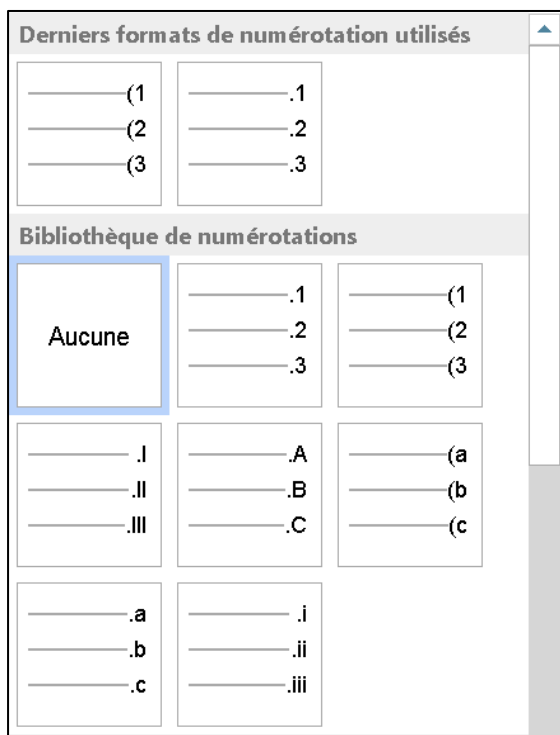 Derniers formats de numérotation utilisés
(1
(2
(3
.1
.2
.3
Bibliothèque de numérotations
Aucune
.1
.2
.3
(1
(2
(3
.I
.II
.III
.A
.B
.C
(a
(b
(c
.a
.b
.c
.i
.ii
.iii